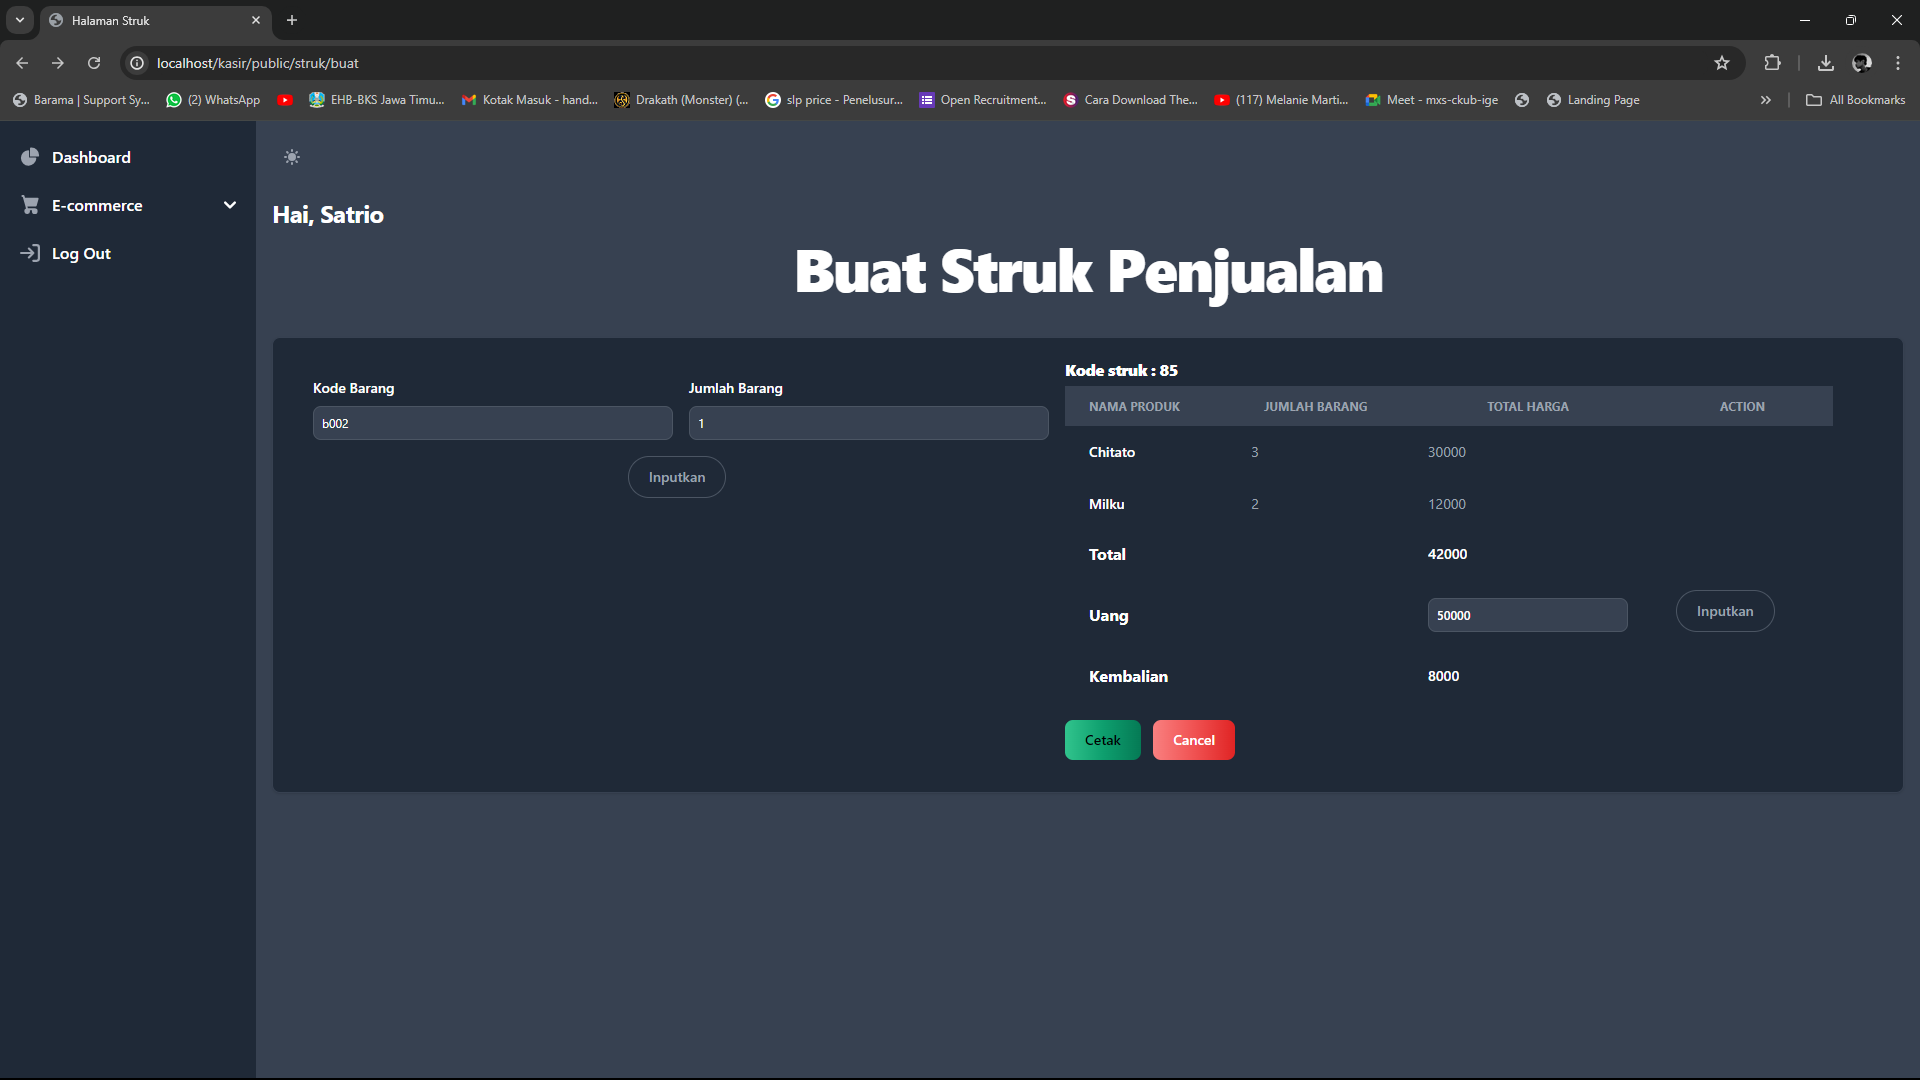 Halaman Struk
localhost/kasir/public/struk/buat
Barama | Support Sy...
(2) WhatsApp
EHB-BKS Jawa Timu...
Kotak Masuk - hand...
Drakath (Monster) (...
slp price - Penelusur...
Open Recruitment...
Cara Download The...
(117) Melanie Marti...
Meet - mxs-ckub-ige
Landing Page
All Bookmarks
Dashboard
E-commerce
Log Out
Hai, Satrio
Buat Struk Penjualan
Kode Barang
b002
Jumlah Barang
1
Inputkan
Kode struk : 85
NAMA PRODUK JUMLAH BARANG TOTAL HARGA ACTION
Chitato 3 30000
Milku 2 12000
Total 42000
Uang 50000 Inputkan
Kembalian 8000
Cetak Cancel